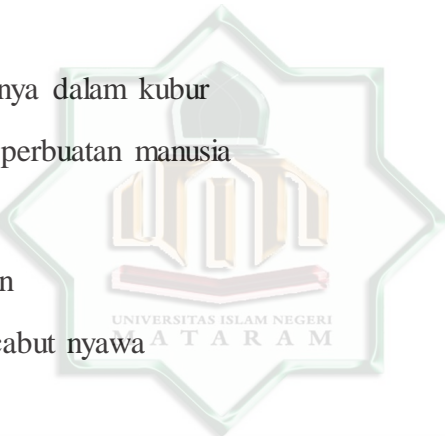 nya dalam kubur
perbuatan manusia
n
UNIVERSITAS ISLAM NEGERI
MATARAM
cabut nyawa